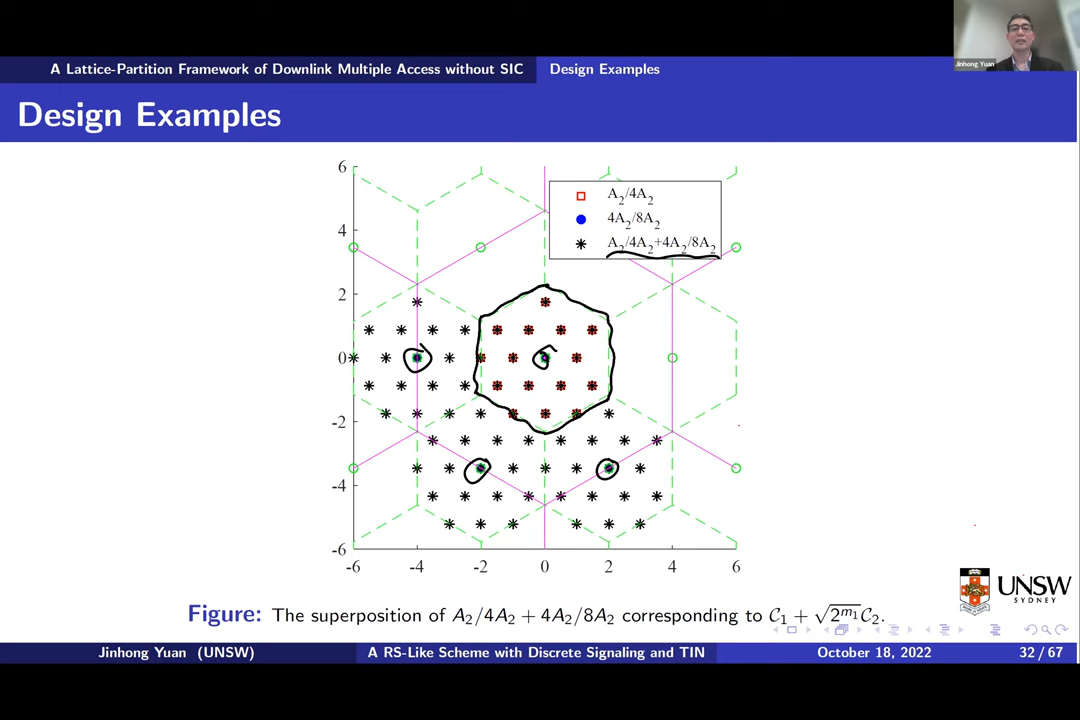 Jinhong Yuan
A Lattice-Partition Framework of Downlink Multiple Access without SIC
Design Examples
Design Examples
6
4
2
0
-2
-4
-6
-6 -4 -2 0 2 4 6
A₂/4A₂
4A₂/8A₂
A₂/4A₂+4A₂/8A₂
Figure: The superposition of A₂/4A₂ + 4A₂/8A₂ corresponding to 𝒞₁ + √2^{m₁}𝒞₂.
UNSW
SYDNEY
Jinhong Yuan (UNSW)
A RS-Like Scheme with Discrete Signaling and TIN
October 18, 2022
32 / 67